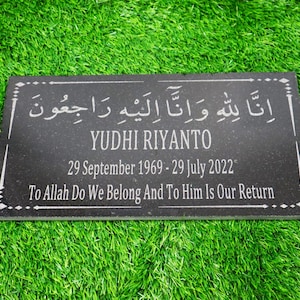 إِنَّا لِلّٰهِ وَإِنَّآ إِلَيْهِ رَاجِعُونَ
YUDHI RIYANTO
29 September 1969 - 29 July 2022
To Allah Do We Belong And To Him Is Our Return